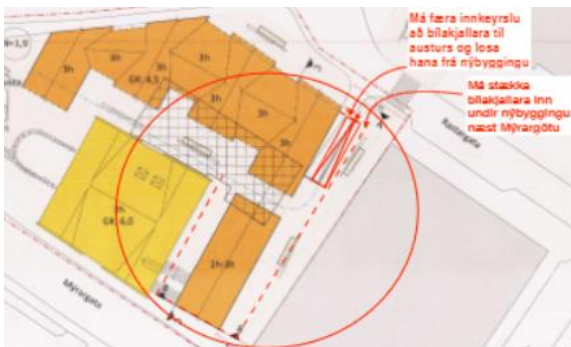 Má færa innkeyrslu
að bílakjallara til
austurs og losa
hana frá nýbyggingu
Má stækka
bílakjallara inn
undir nýbyggingu
næst Mýrargötu
N=1,9
3h
3h
3h
3h
GK: 4,5
3h
3h
3h
3h
Rastargata
3h
GK: 4,0
2h
Mýrargata